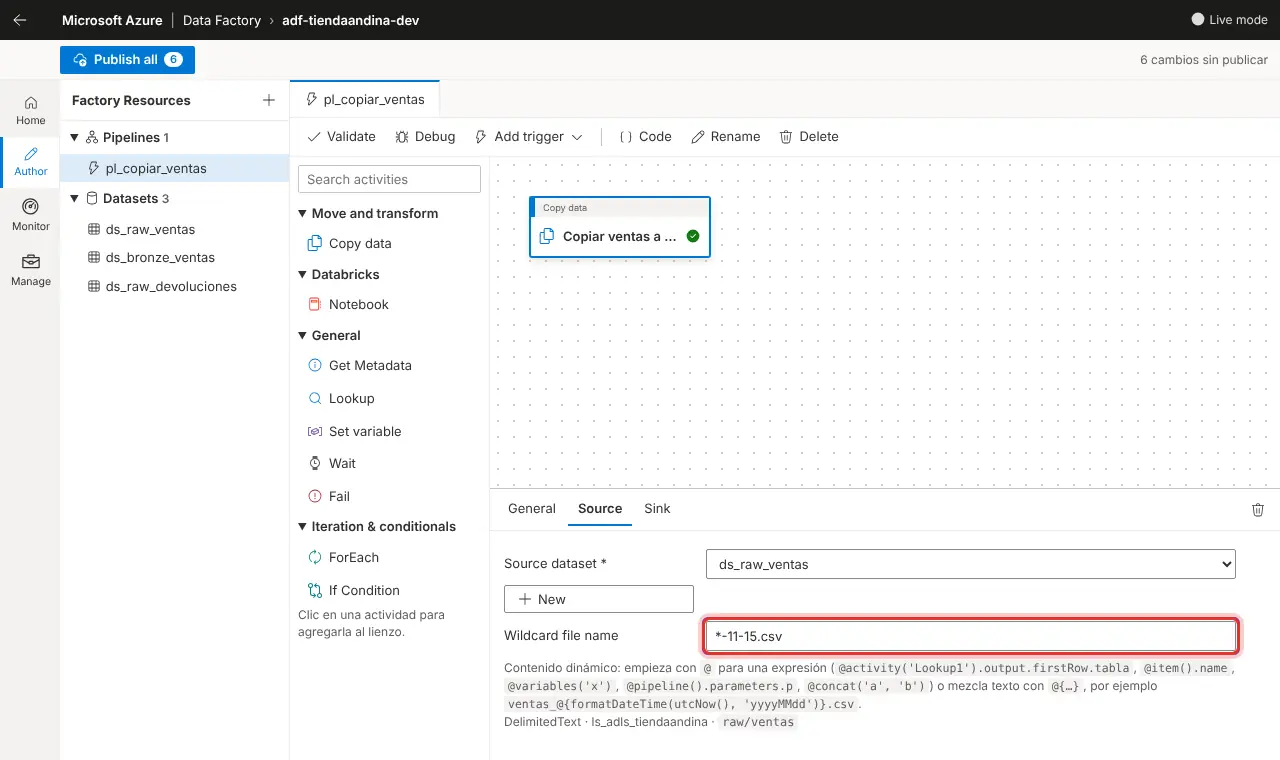 Microsoft Azure | Data Factory › adf-tiendaandina-dev
Live mode
Publish all 6
6 cambios sin publicar
Home
Author
Monitor
Manage
Factory Resources
Pipelines 1
pl_copiar_ventas
Datasets 3
ds_raw_ventas
ds_bronze_ventas
ds_raw_devoluciones
pl_copiar_ventas
Validate
Debug
Add trigger
Code
Rename
Delete
Search activities
Move and transform
Copy data
Databricks
Notebook
General
Get Metadata
Lookup
Set variable
Wait
Fail
Iteration & conditionals
ForEach
If Condition
Clic en una actividad para
agregarla al lienzo.
Copy data
Copiar ventas a ...
General
Source
Sink
Source dataset *
ds_raw_ventas
New
Wildcard file name
*-11-15.csv
Contenido dinámico: empieza con @ para una expresión ( @activity('Lookup1').output.firstRow.tabla , @item().name ,
@variables('x') , @pipeline().parameters.p , @concat('a', 'b') ) o mezcla texto con @{…} , por ejemplo
ventas_@{formatDateTime(utcNow(), 'yyyyMMdd')}.csv .
DelimitedText · ls_adls_tiendaandina · raw/ventas